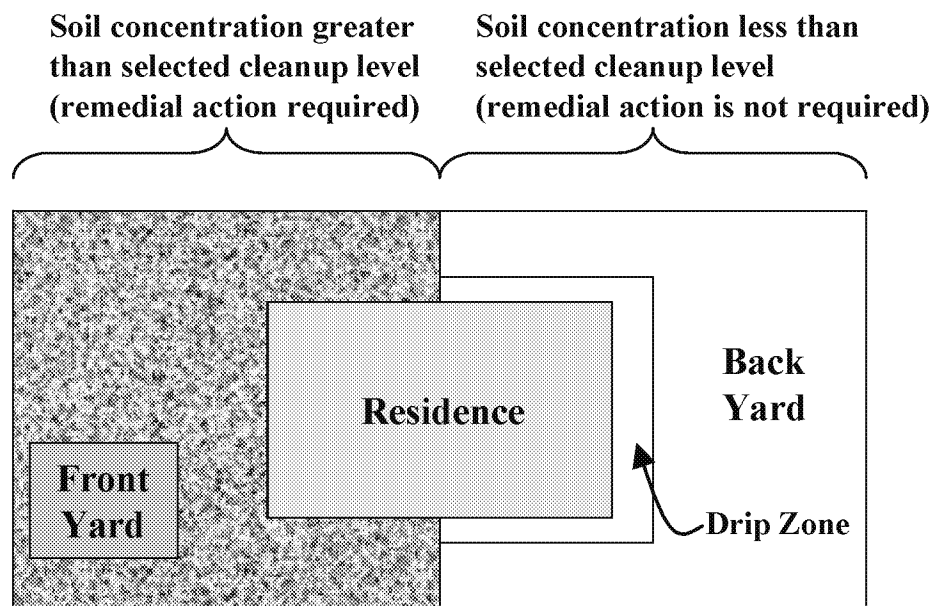 Soil concentration greater
than selected cleanup level
(remedial action required)
Soil concentration less than
selected cleanup level
(remedial action is not required)
Residence
Back
Yard
Front
Yard
Drip Zone